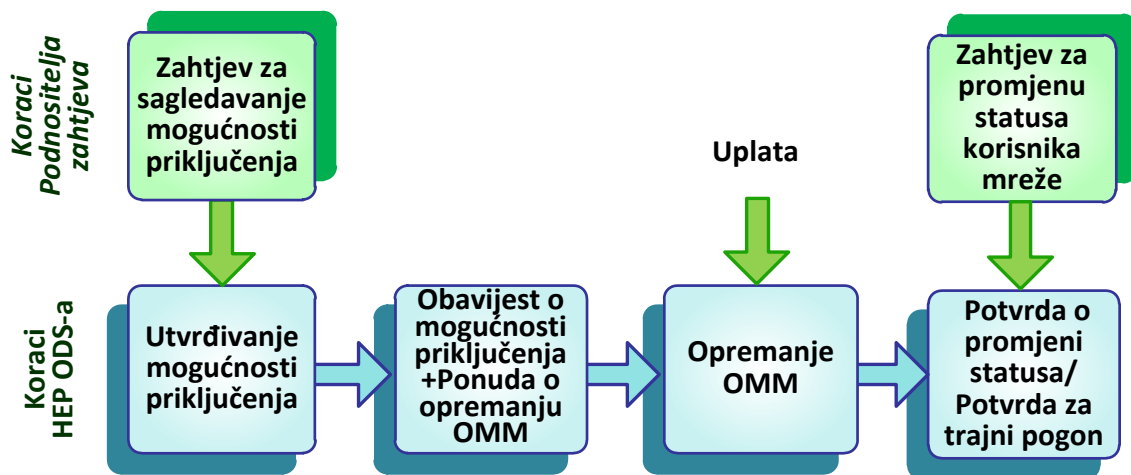 Koraci
Podnositelja
zahtjeva
Zahtjev za
sagledavanje
mogućnosti
priključenja
Uplata
Zahtjev za
promjenu
statusa
korisnika
mreže
Koraci
HEP ODS-a
Utvrđivanje
mogućnosti
priključenja
Obavijest o
mogućnosti
priključenja
+Ponuda o
opremanju
OMM
Opremanje
OMM
Potvrda o
promjeni
statusa/
Potvrda za
trajni pogon